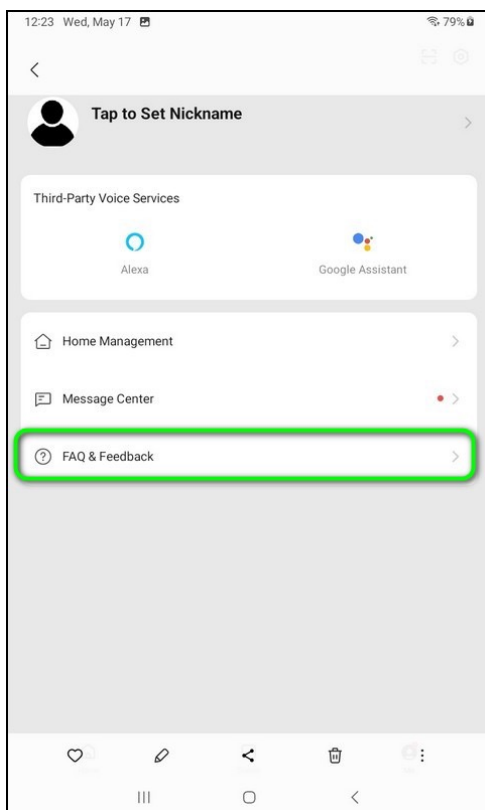 12:23 Wed, May 17 79%
Tap to Set Nickname
Third-Party Voice Services
Alexa Google Assistant
Home Management
Message Center
FAQ & Feedback